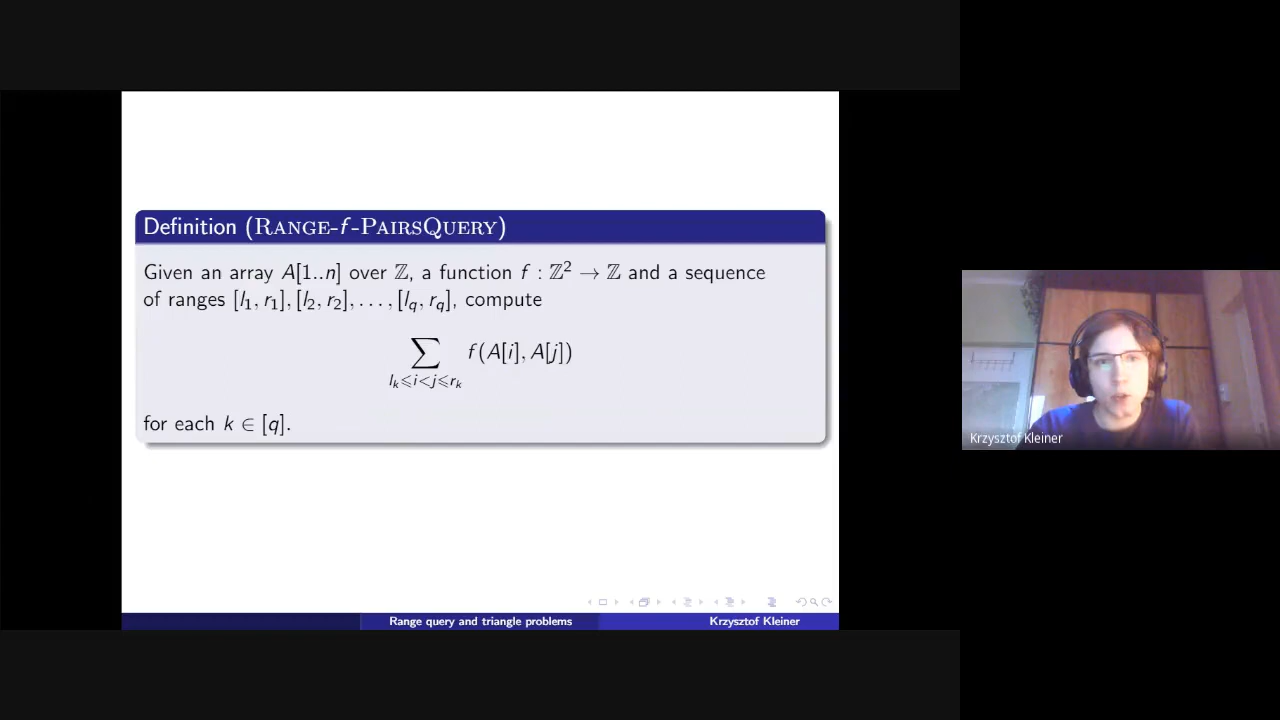 Definition (RANGE-f-PAIRSQUERY)
Given an array A[1..n] over ℤ, a function f : ℤ² → ℤ and a sequence
of ranges [l₁, r₁], [l₂, r₂], . . . , [l_q, r_q], compute
∑ f(A[i], A[j])
l_k⩽i<j⩽r_k
for each k ∈ [q].
Range query and triangle problems
Krzysztof Kleiner
Krzysztof Kleiner